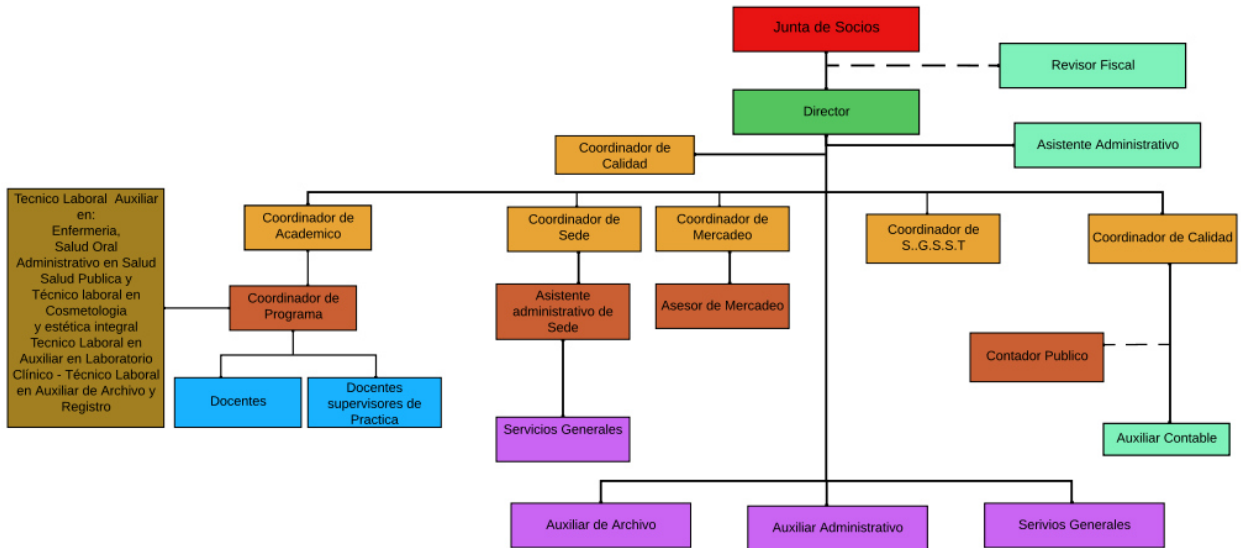 Junta de Socios
Revisor Fiscal
Director
Asistente Administrativo
Coordinador de
Calidad
Tecnico Laboral Auxiliar
en:
Enfermeria,
Salud Oral
Administrativo en Salud
Salud Publica y
Técnico laboral en
Cosmetologia
y estética integral
Tecnico Laboral en
Auxiliar en Laboratorio
Clínico - Técnico Laboral
en Auxiliar de Archivo y
Registro
Coordinador de
Academico
Coordinador de
Sede
Coordinador de
Mercadeo
Coordinador de
S..G.S.S.T
Coordinador de Calidad
Coordinador de
Programa
Asistente
administrativo de
Sede
Asesor de Mercadeo
Contador Publico
Docentes
Docentes
supervisores de
Practica
Servicios Generales
Auxiliar Contable
Auxiliar de Archivo
Auxiliar Administrativo
Serivios Generales